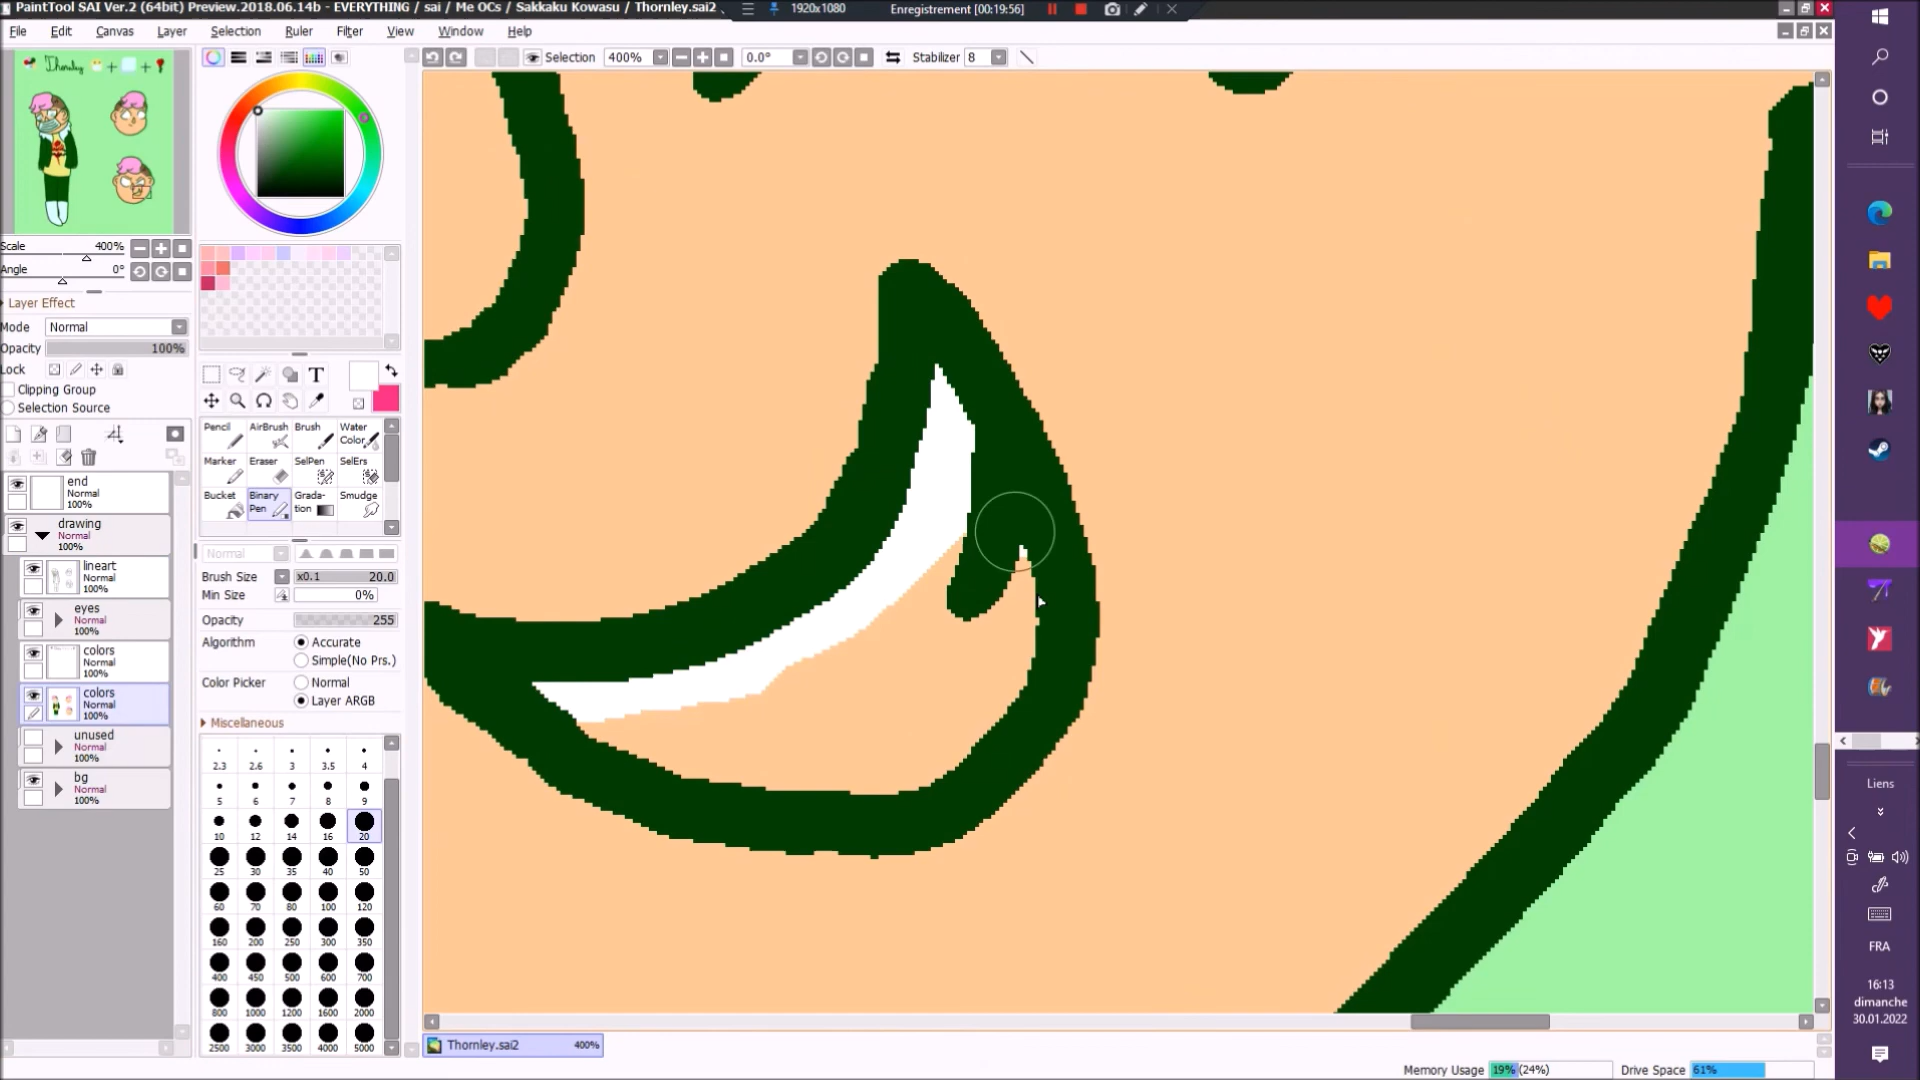 PaintTool SAI Ver.2 (64bit) Preview.2018.06.14b - EVERYTHING / sai / Me OCs / Sakkaku Kowasu / Thornley.sai2
1920x1080
Enregistrement [00:19:56]
File Edit Canvas Layer Selection Ruler Filter View Window Help
Selection 400% 0.0° Stabilizer 8
Thornley + +
Scale 400%
Angle 0°
Layer Effect
Mode Normal
Opacity 100%
Lock
Clipping Group
Selection Source
end
Normal
100%
drawing
Normal
100%
lineart
Normal
100%
eyes
Normal
100%
colors
Normal
100%
colors
Normal
100%
unused
Normal
100%
bg
Normal
100%
T
Pencil AirBrush Brush Water Color
Marker Eraser SelPen SelErs
Bucket Binary Pen Grada-tion Smudge
Normal
Brush Size x0.1 20.0
Min Size 0%
Opacity 255
Algorithm Accurate
Simple(No Prs.)
Color Picker Normal
Layer ARGB
Miscellaneous
2.3 2.6 3 3.5 4
5 6 7 8 9
10 12 14 16 20
25 30 35 40 50
60 70 80 100 120
160 200 250 300 350
400 450 500 600 700
800 1000 1200 1600 2000
2500 3000 3500 4000 5000
Thornley.sai2 400%
Memory Usage 19% (24%) Drive Space 61%
Liens
FRA
16:13
dimanche
30.01.2022